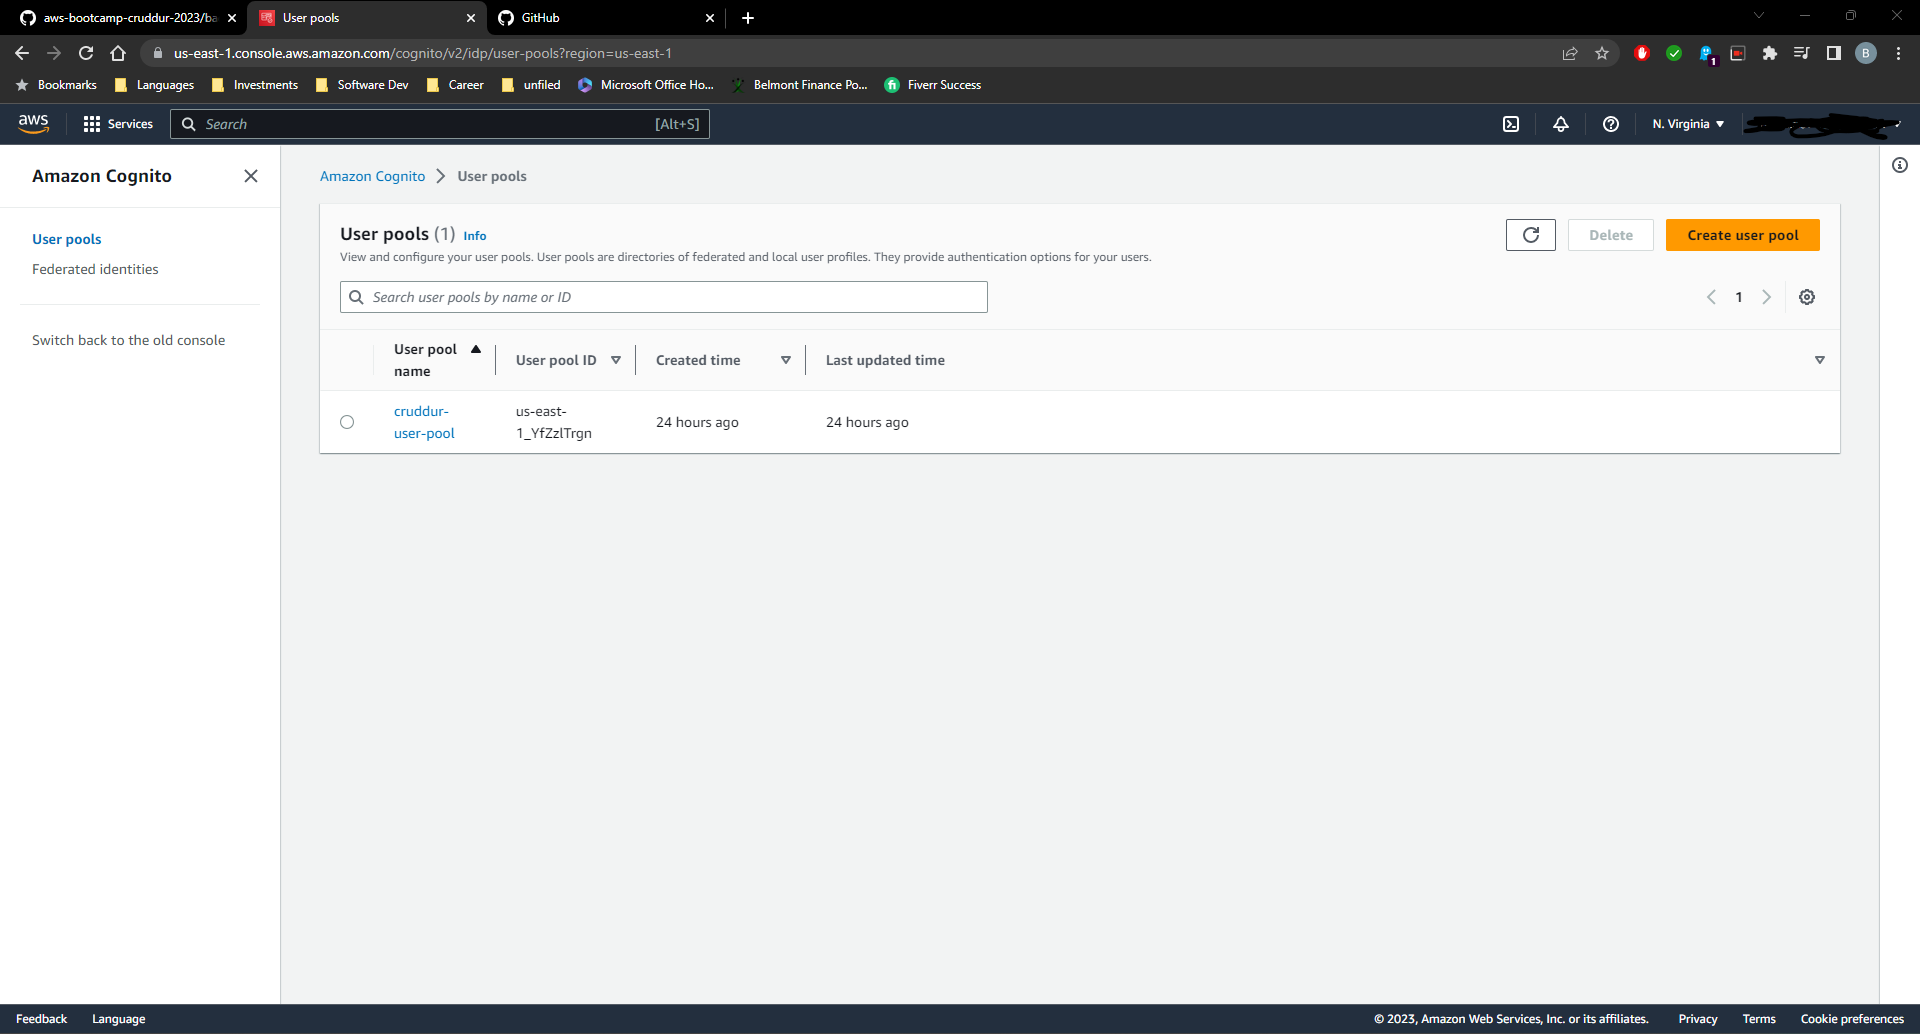 aws-bootcamp-cruddur-2023/ba
User pools
GitHub
us-east-1.console.aws.amazon.com/cognito/v2/idp/user-pools?region=us-east-1
1
B
Bookmarks
Languages
Investments
Software Dev
Career
unfiled
Microsoft Office Ho...
Belmont Finance Po...
fi
Fiverr Success
aws
Services
Search
[Alt+S]
N. Virginia
Amazon Cognito
User pools
Federated identities
Switch back to the old console
Amazon Cognito
User pools
User pools (1) Info
View and configure your user pools. User pools are directories of federated and local user profiles. They provide authentication options for your users.
Delete
Create user pool
Search user pools by name or ID
1
User pool
name
User pool ID
Created time
Last updated time
cruddur-
user-pool
us-east-
1_YfZzlTrgn
24 hours ago
24 hours ago
Feedback
Language
© 2023, Amazon Web Services, Inc. or its affiliates.
Privacy
Terms
Cookie preferences